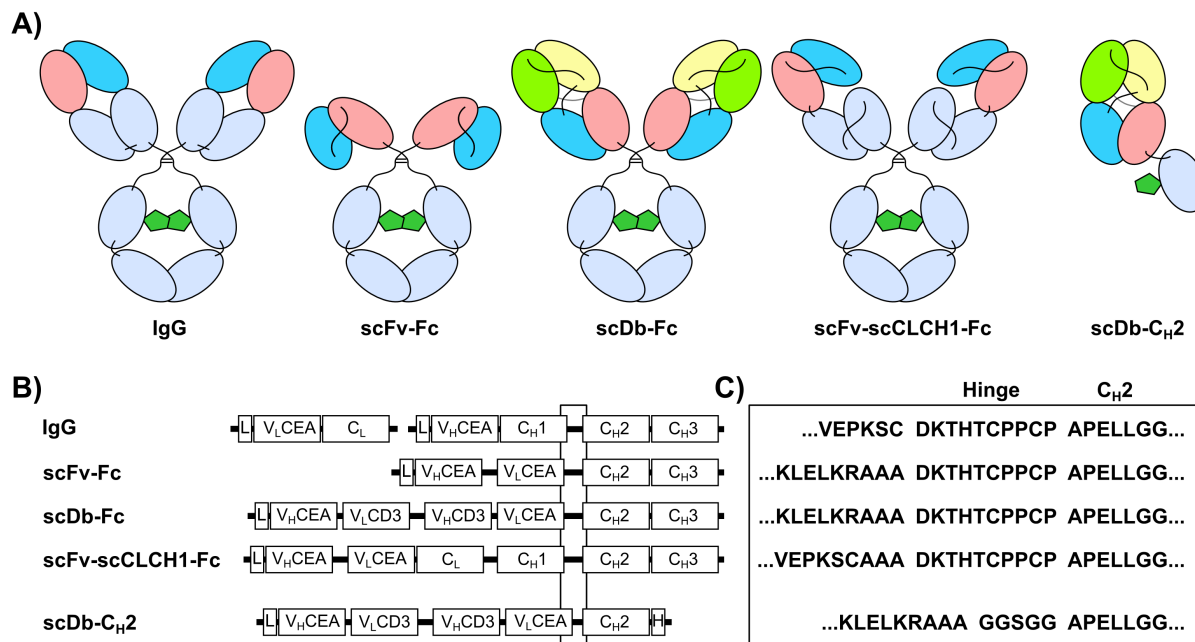 A)
IgG scFv-Fc scDb-Fc scFv-scCLCH1-Fc scDb-CH2
B) C) Hinge CH2
IgG L VLCEA CL L VHCEA CH1 CH2 CH3 ...VEPKSC DKTHTCPPCP APELLGG...
scFv-Fc L VHCEA VLCEA CH2 CH3 ...KLELKRAAA DKTHTCPPCP APELLGG...
scDb-Fc L VHCEA VLCD3 VHCD3 VLCEA CH2 CH3 ...KLELKRAAA DKTHTCPPCP APELLGG...
scFv-scCLCH1-Fc L VHCEA VLCEA CL CH1 CH2 CH3 ...VEPKSCAAA DKTHTCPPCP APELLGG...
scDb-CH2 L VHCEA VLCD3 VHCD3 VLCEA CH2 H ...KLELKRAAA GGSGG APELLGG...